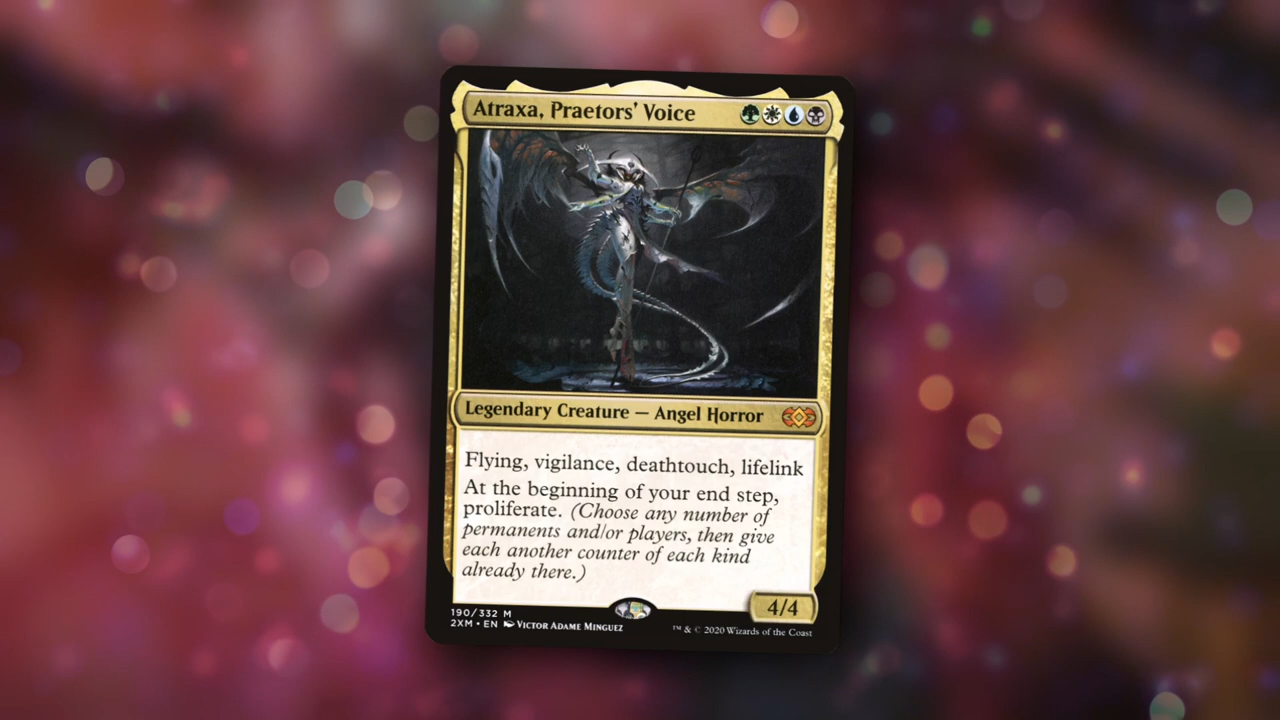 Atraxa, Praetors' Voice
Legendary Creature — Angel Horror
Flying, vigilance, deathtouch, lifelink
At the beginning of your end step,
proliferate. (Choose any number of
permanents and/or players, then give
each another counter of each kind
already there.)
4/4
190/332 M
2XM • EN Victor Adame Minguez
™ & © 2020 Wizards of the Coast